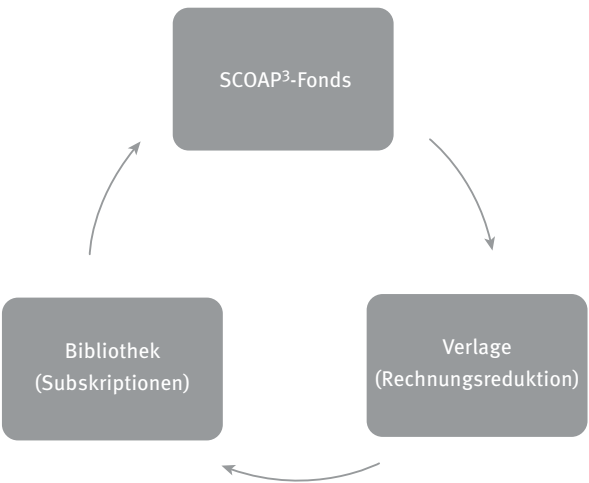 SCOAP³-Fonds
Bibliothek
(Subskriptionen)
Verlage
(Rechnungsreduktion)